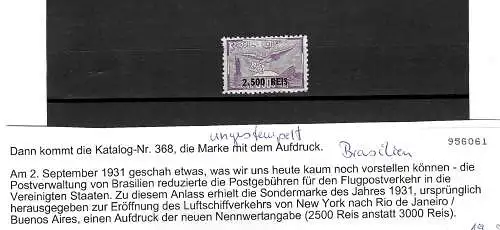 2.500 REIS
ungestempelt
Dann kommt die Katalog-Nr. 368, die Marke mit dem Aufdruck.
Brasilien
956061
Am 2. September 1931 geschah etwas, was wir uns heute kaum noch vorstellen können - die
Postverwaltung von Brasilien reduzierte die Postgebühren für den Flugpostverkehr in die
Vereinigten Staaten. Zu diesem Anlass erhielt die Sondermarke des Jahres 1931, ursprünglich
herausgegeben zur Eröffnung des Luftschiffverkehrs von New York nach Rio de Janeiro /
Buenos Aires, einen Aufdruck der neuen Nennwertangabe (2500 Reis anstatt 3000 Reis).